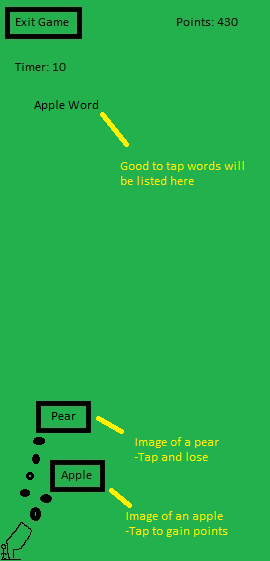 Exit Game
Points: 430
Timer: 10
Apple Word
Good to tap words will
be listed here
Pear
Image of a pear
-Tap and lose
Apple
Image of an apple
-Tap to gain points